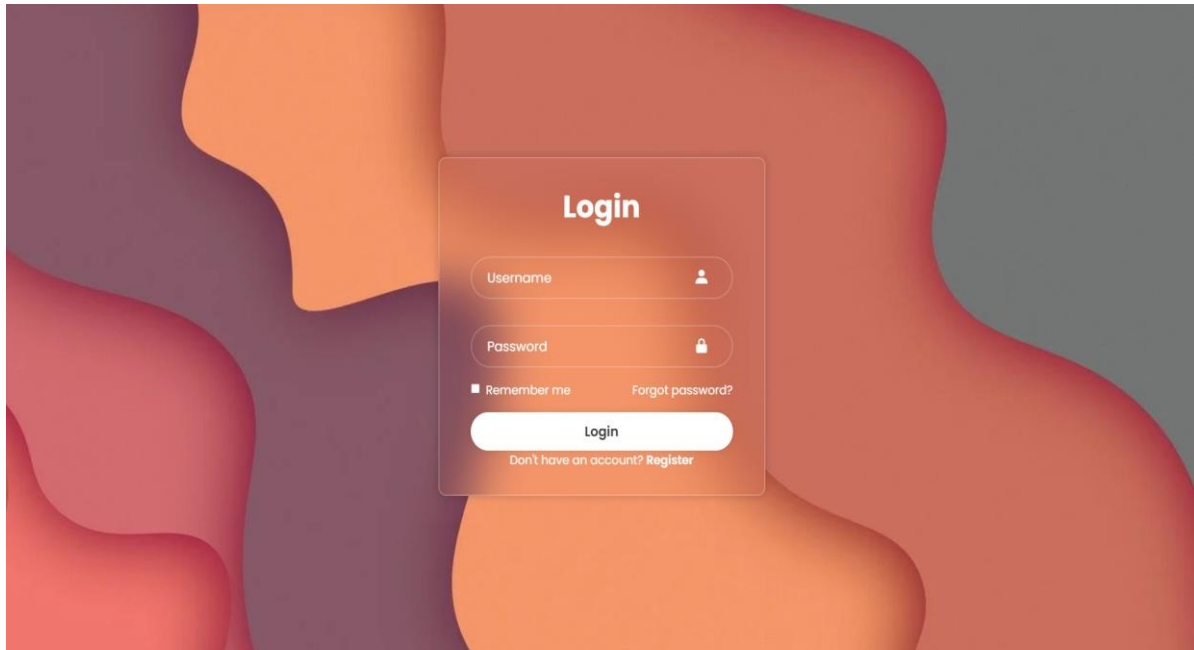 Login
Username
Password
Remember me Forgot password?
Login
Don't have an account? Register